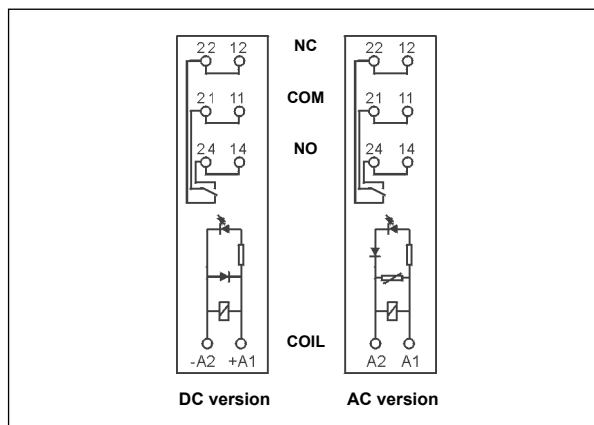 22 12 NC 22 12
21 11 COM 21 11
24 14 NO 24 14
-A2 +A1 COIL A2 A1
DC version AC version